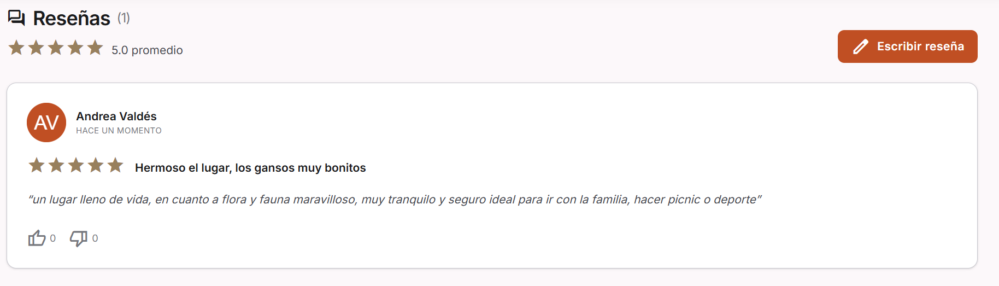 Reseñas (1)
5.0 promedio
Escribir reseña
AV
Andrea Valdés
HACE UN MOMENTO
Hermoso el lugar, los gansos muy bonitos
“un lugar lleno de vida, en cuanto a flora y fauna maravilloso, muy tranquilo y seguro ideal para ir con la familia, hacer picnic o deporte”
0 0